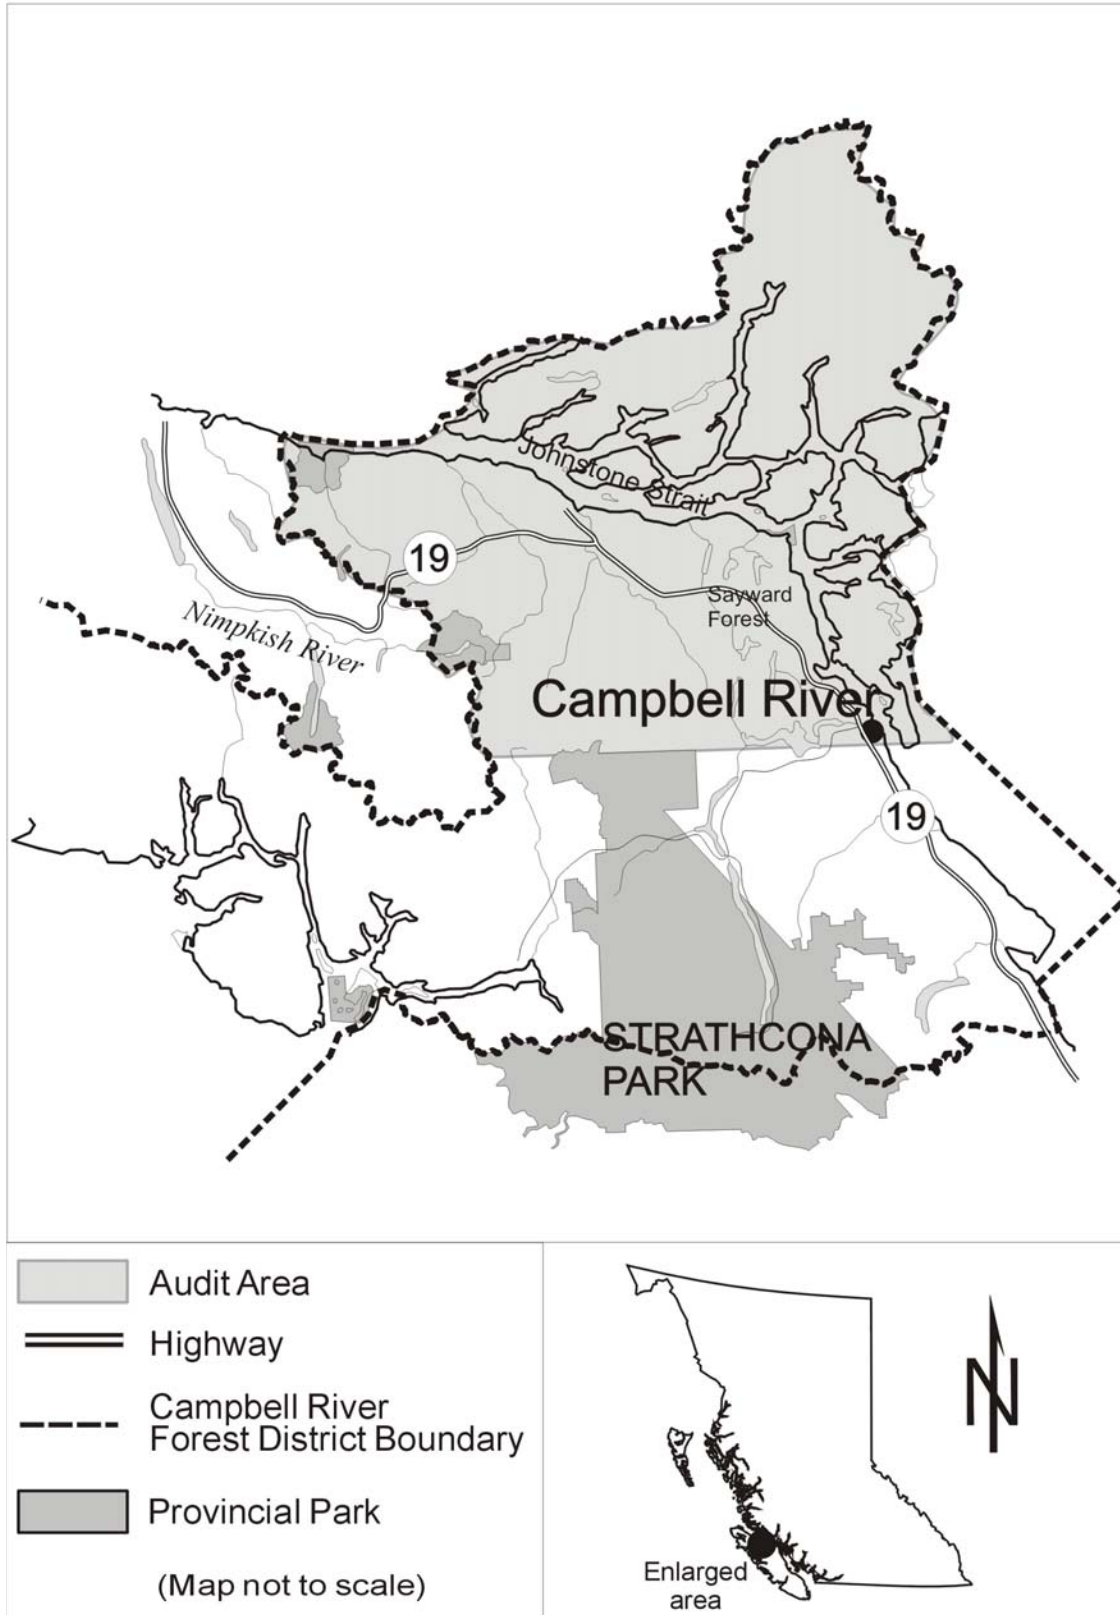 Johnstone Strait
19
Sayward
Forest
Nimpkish River
Campbell River
19
STRATHCONA
PARK
Audit Area
Highway
Campbell River
Forest District Boundary
Provincial Park
(Map not to scale)
Enlarged
area
N